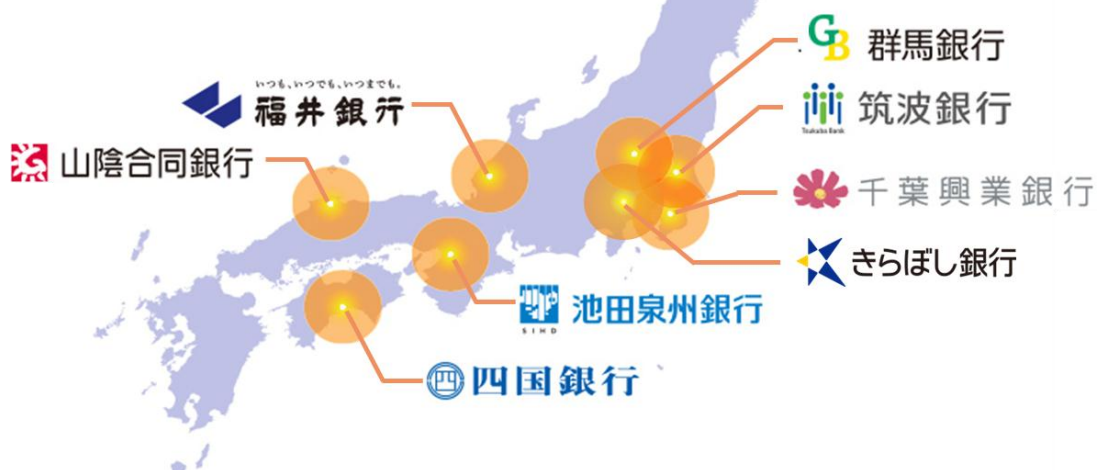 GB 群馬銀行
いつも、いつでも、いつまでも。
福井銀行
筑波銀行
Tsukuba Bank
山陰合同銀行
千葉興業銀行
きらぼし銀行
池田泉州銀行
SIHD
四国銀行